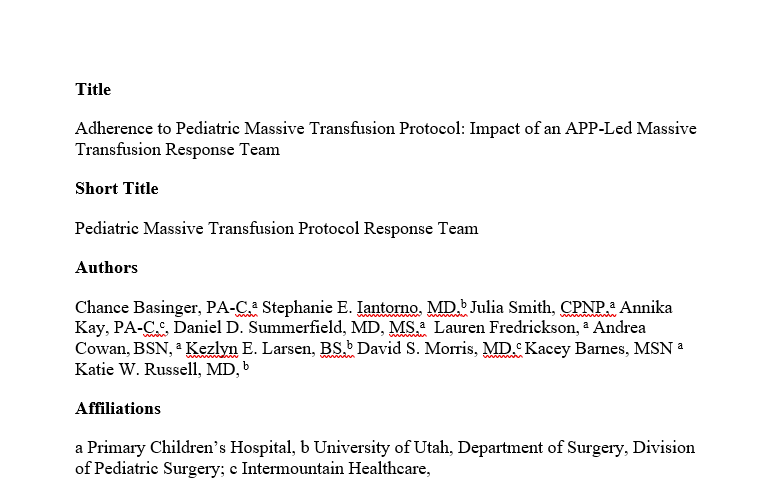 Title
Adherence to Pediatric Massive Transfusion Protocol: Impact of an APP-Led Massive
Transfusion Response Team
Short Title
Pediatric Massive Transfusion Protocol Response Team
Authors
Chance Basinger, PA-C,ᵃ Stephanie E. Iantorno, MD,ᵇ Julia Smith, CPNP,ᵃ Annika
Kay, PA-C,ᶜ, Daniel D. Summerfield, MD, MS,ᵃ Lauren Fredrickson, ᵃ Andrea
Cowan, BSN, ᵃ Kezlyn E. Larsen, BS,ᵇ David S. Morris, MD,ᶜ Kacey Barnes, MSN ᵃ
Katie W. Russell, MD, ᵇ
Affiliations
a Primary Children’s Hospital, b University of Utah, Department of Surgery, Division
of Pediatric Surgery; c Intermountain Healthcare,